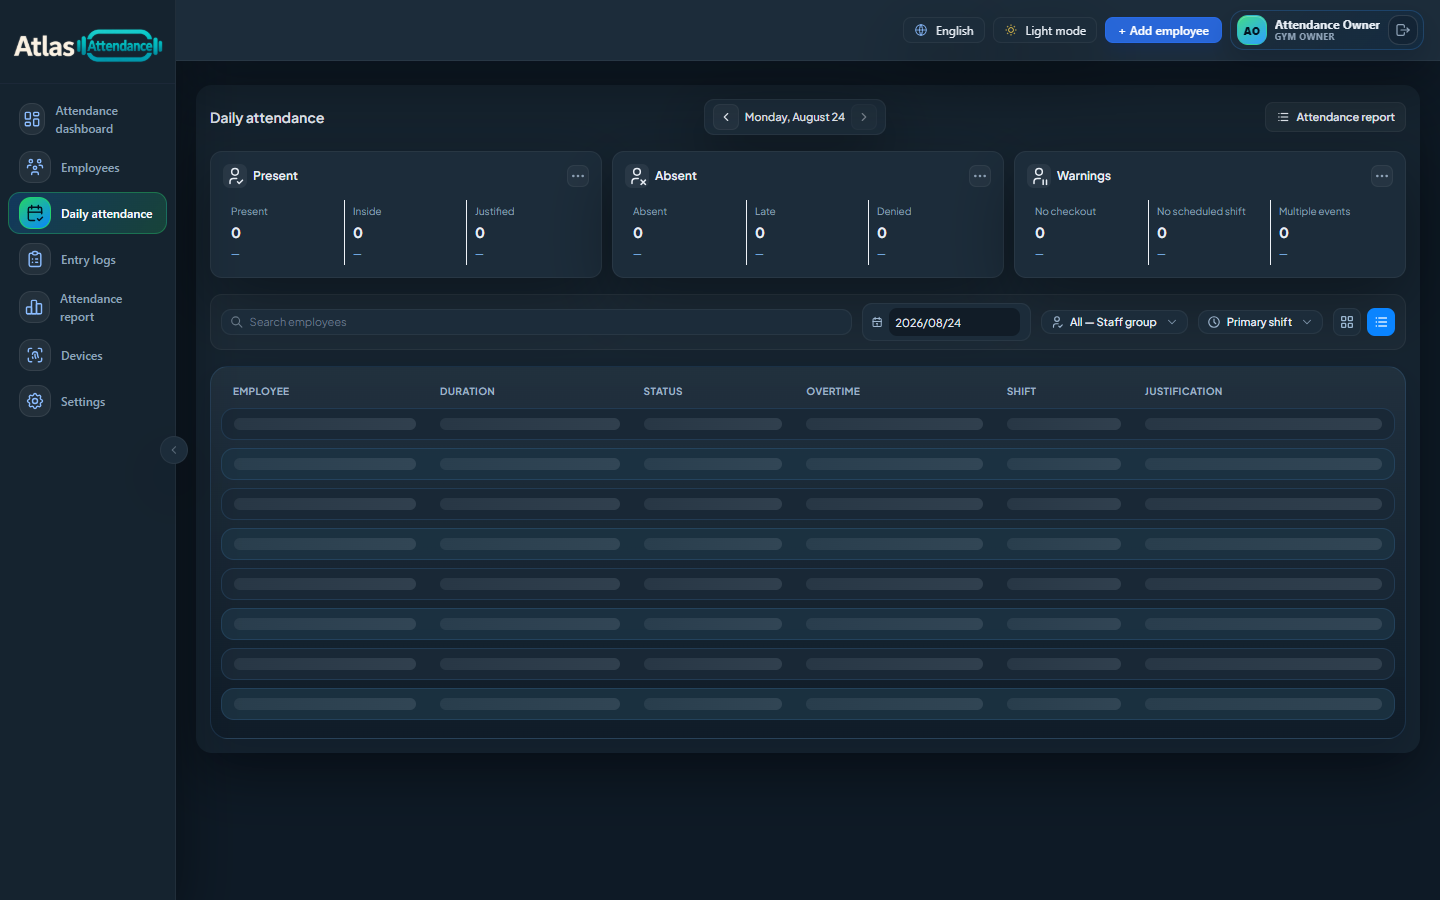 Atlas Attendance
English
Light mode
+ Add employee
AO
Attendance Owner
GYM OWNER
Attendance dashboard
Employees
Daily attendance
Entry logs
Attendance report
Devices
Settings
Daily attendance
Monday, August 24
Attendance report
Present
Present
0
—
Inside
0
—
Justified
0
—
Absent
Absent
0
—
Late
0
—
Denied
0
—
Warnings
No checkout
0
—
No scheduled shift
0
—
Multiple events
0
—
Search employees
2026/08/24
All — Staff group
Primary shift
EMPLOYEE DURATION STATUS OVERTIME SHIFT JUSTIFICATION